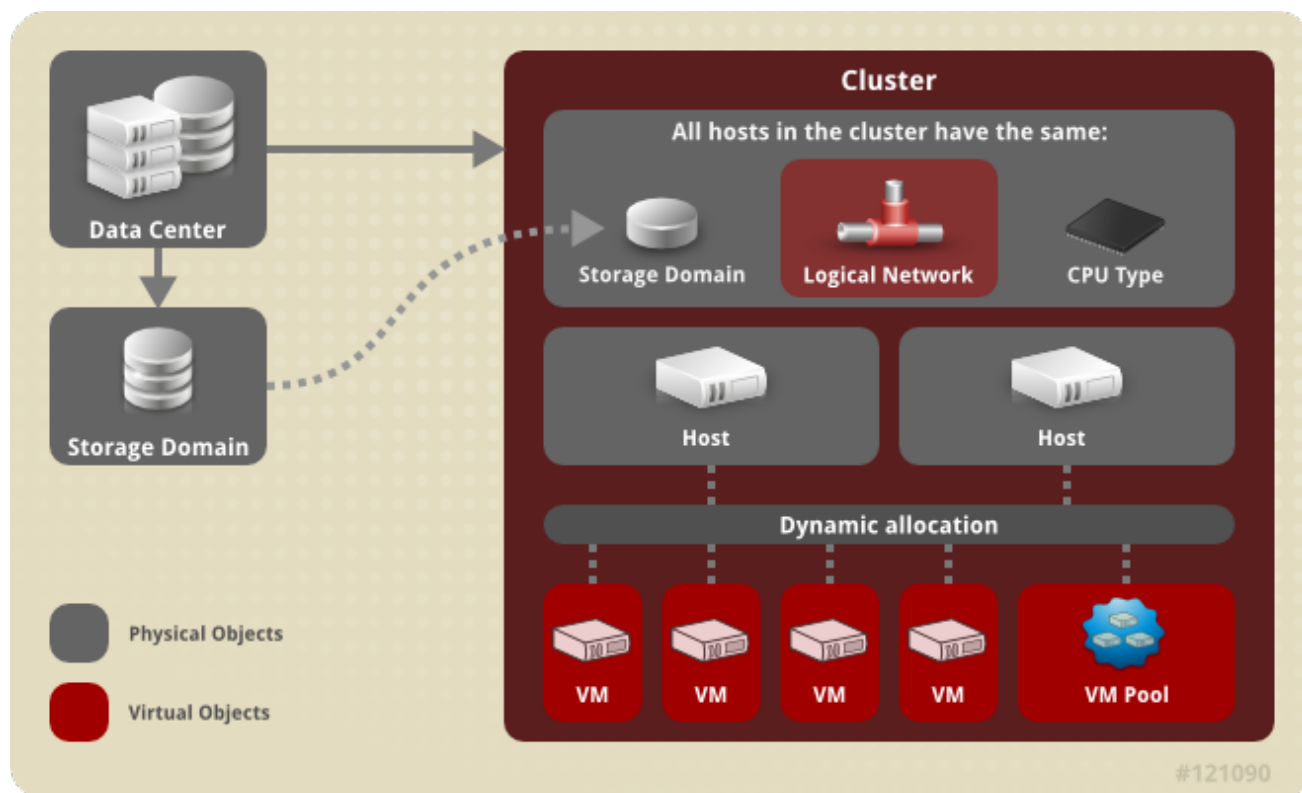 Cluster
All hosts in the cluster have the same:
Data Center
Storage Domain
Logical Network
CPU Type
Storage Domain
Host
Host
Dynamic allocation
Physical Objects
VM
VM
VM
VM
VM Pool
Virtual Objects
#121090